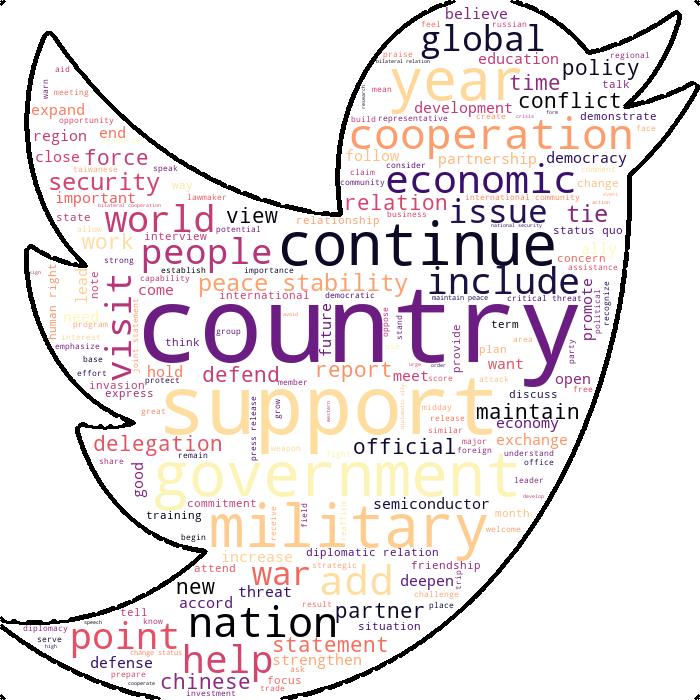 believe
feel russian
global
praise
bilateral relation
education
regional
aid
warn
meeting
year
time
policy
talk
mean
research
conflict
opportunity
expand
development
create crisis form
build representative
demonstrate
face
region
end
cooperation
close force
follow
partnership
democracy
consider
taiwanese speak
claim
community
security
way
economic
change
comment
event
important
lawmaker
relation
international community
action
bilateral cooperation
business
national security
state
world
view
relationship
issue
tie
allow
potential
status quo
work
interview
continue
ally
strong
people
concern
sign
establish importance
assistance
human right
lead
note
capability
peace stability
include
visit
come
international
democratic
maintain peace
critical threat
promote
political
recognize
need
program
joint statement
country
group
future
avoid
oppose
stand
term
interest
emphasize
think
provide
area
party
base
hold
defend
report
urge order
plan
want
effort
protect
member
meet
score
attack
open
free
invasion
express
support
discuss
great
press release
grow
western
midday release
maintain
economy
similar
delegation
official
major
foreign
exchange
remain
weapon
fight
understand
share
government
office
good
leader
commitment
semiconductor
develop
training
military
receive
field
reaffirm
month
begin
welcome
diplomatic relation
increase
attend
strategic
friendship
war
add
deepen
trip
new
threat
challenge
accord
result
partner
place
tell
nation
situation
diplomacy
speech
know
serve
high
point
statement
change status
defense
help
strengthen
ask
prepare
cooperate
chinese
focus
trade
investment